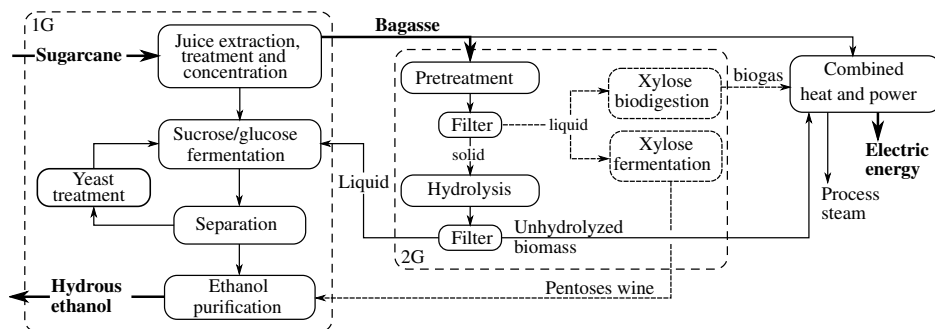 1G
Sugarcane
Juice extraction,
treatment and
concentration
Bagasse
Sucrose/glucose
fermentation
Yeast
treatment
Separation
Hydrous
ethanol
Ethanol
purification
Liquid
Pretreatment
Filter
solid
Hydrolysis
Filter
2G
liquid
Xylose
biodigestion
Xylose
fermentation
biogas
Unhydrolyzed
biomass
Pentoses wine
Combined
heat and power
Electric
energy
Process
steam